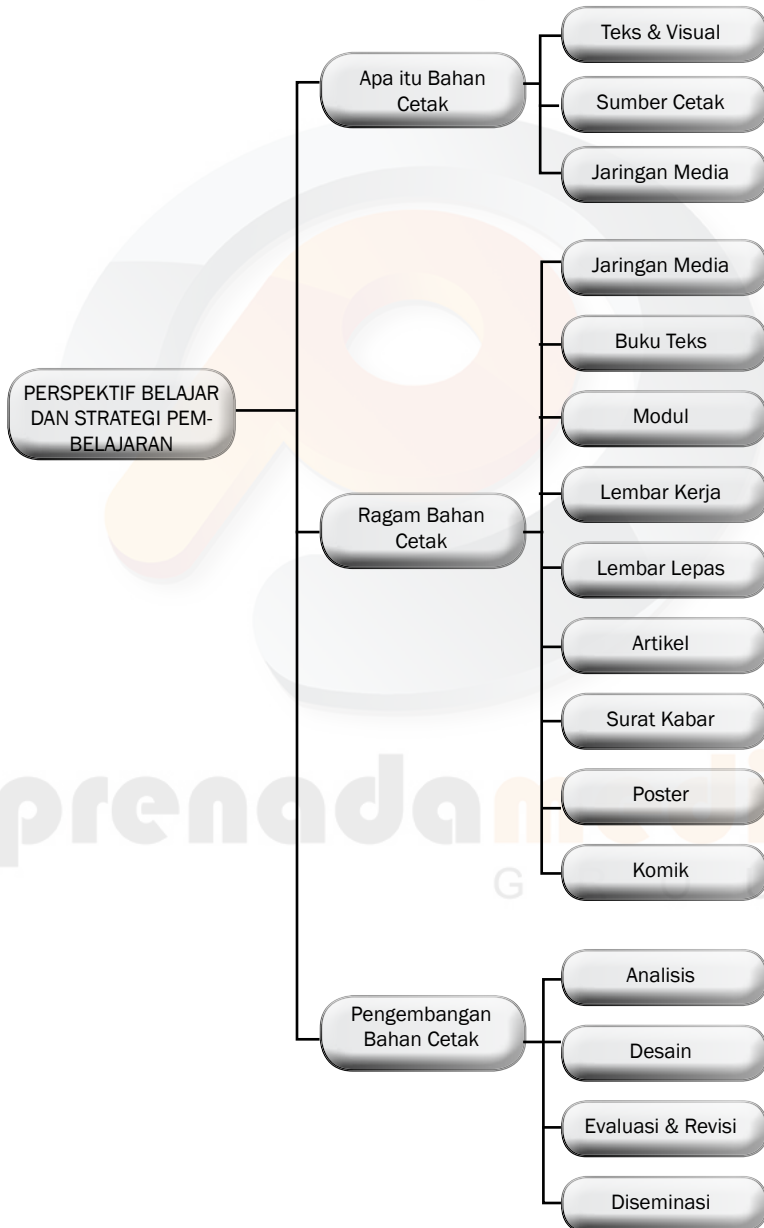 Teks & Visual
Apa itu Bahan
Cetak
Sumber Cetak
Jaringan Media
Jaringan Media
Buku Teks
PERSPEKTIF BELAJAR
DAN STRATEGI PEM-
BELAJARAN
Modul
Ragam Bahan
Cetak
Lembar Kerja
Lembar Lepas
Artikel
Surat Kabar
Poster
Komik
prenadamedi
G
U
Pengembangan
Bahan Cetak
Analisis
Desain
Evaluasi & Revisi
Diseminasi